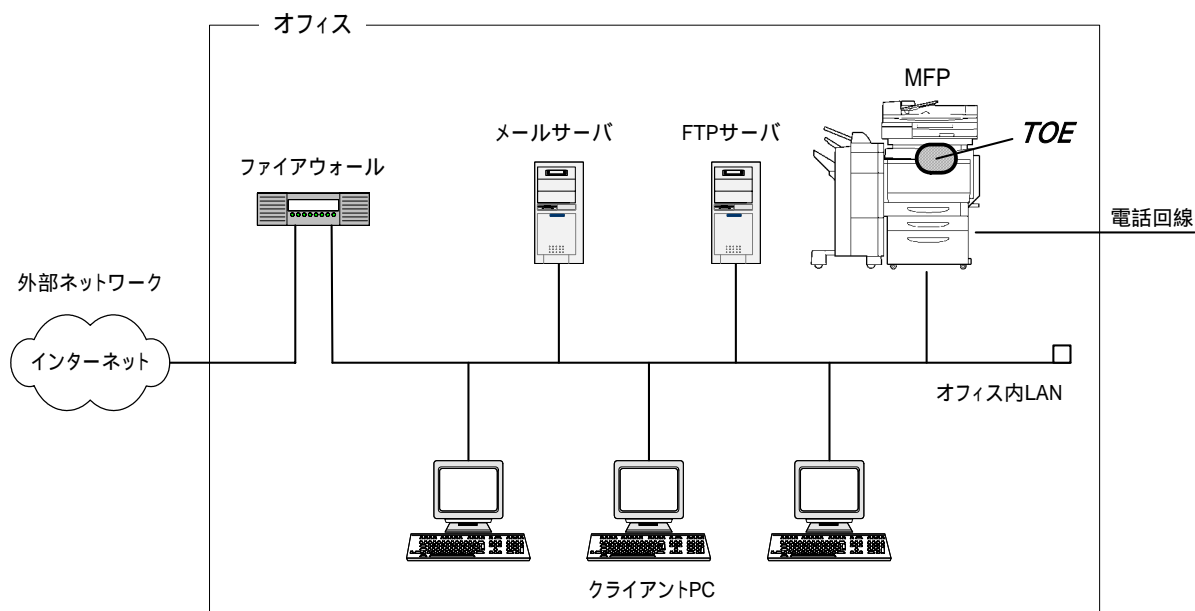 オフィス
MFP
TOE
メールサーバ
FTPサーバ
ファイアウォール
電話回線
外部ネットワーク
インターネット
オフィス内LAN
クライアントPC